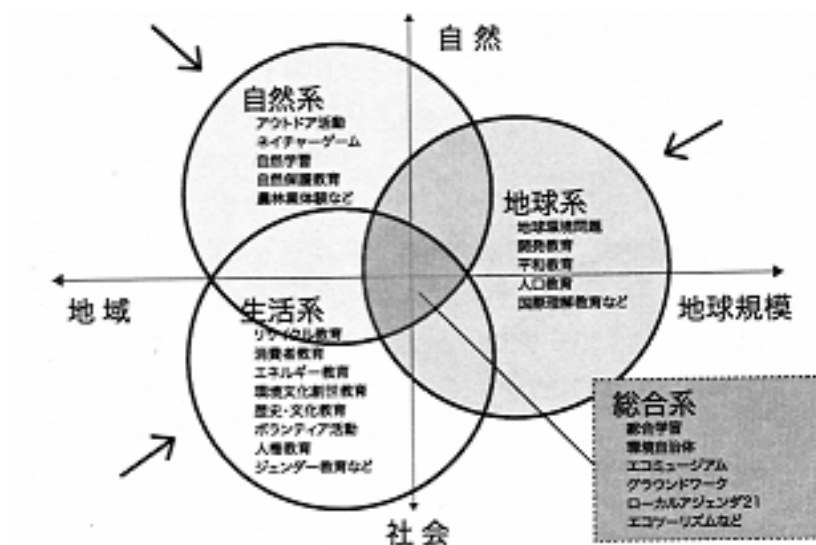 自然
自然系
アウトドア活動
ネイチャーゲーム
自然学習
自然保護教育
農林業体験など
地球系
地球環境問題
開発教育
平和教育
人口教育
国際理解教育など
地域
地球規模
生活系
リサイクル教育
消費者教育
エネルギー教育
環境文化創世教育
歴史・文化教育
ボランティア活動
人権教育
ジェンダー教育など
総合系
総合学習
環境自治体
エコミュージアム
グラウンドワーク
ローカルアジェンダ21
エコツーリズムなど
社会